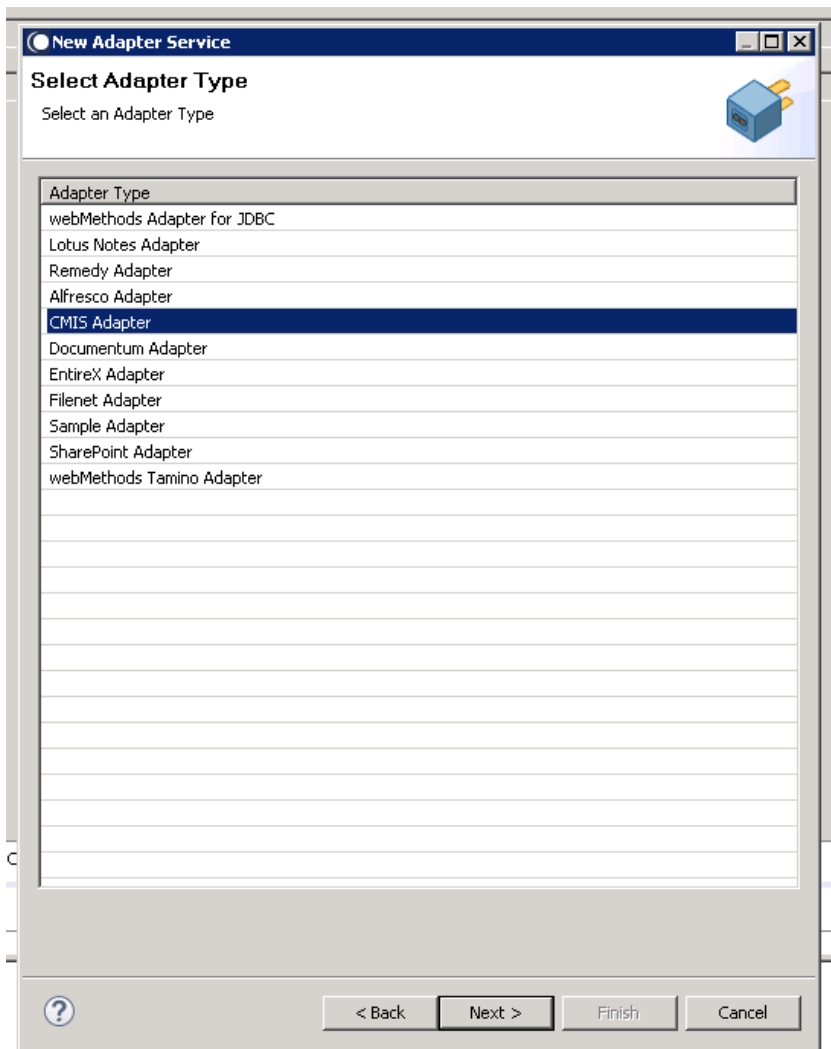 New Adapter Service
Select Adapter Type
Select an Adapter Type
Adapter Type
webMethods Adapter for JDBC
Lotus Notes Adapter
Remedy Adapter
Alfresco Adapter
CMIS Adapter
Documentum Adapter
EntireX Adapter
Filenet Adapter
Sample Adapter
SharePoint Adapter
webMethods Tamino Adapter
? < Back Next > Finish Cancel